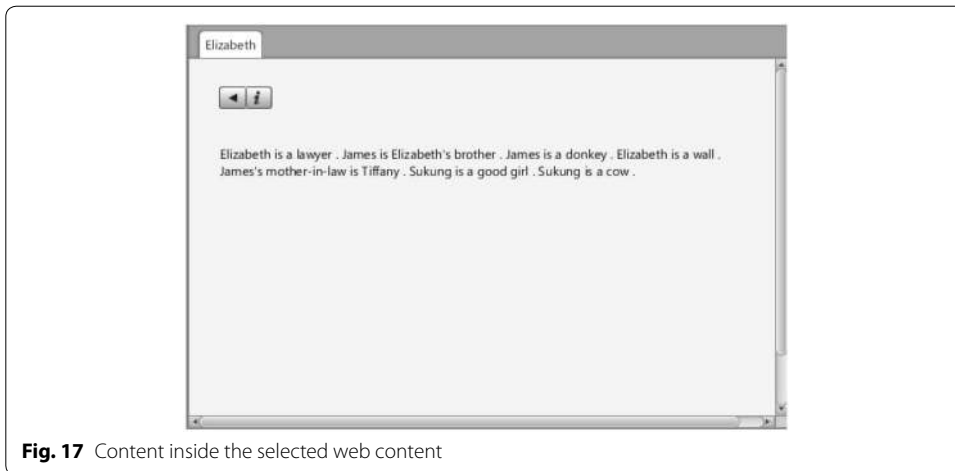 Elizabeth
Elizabeth is a lawyer . James is Elizabeth's brother . James is a donkey . Elizabeth is a wall .
James's mother-in-law is Tiffany . Sukung is a good girl . Sukung is a cow .
Fig. 17 Content inside the selected web content